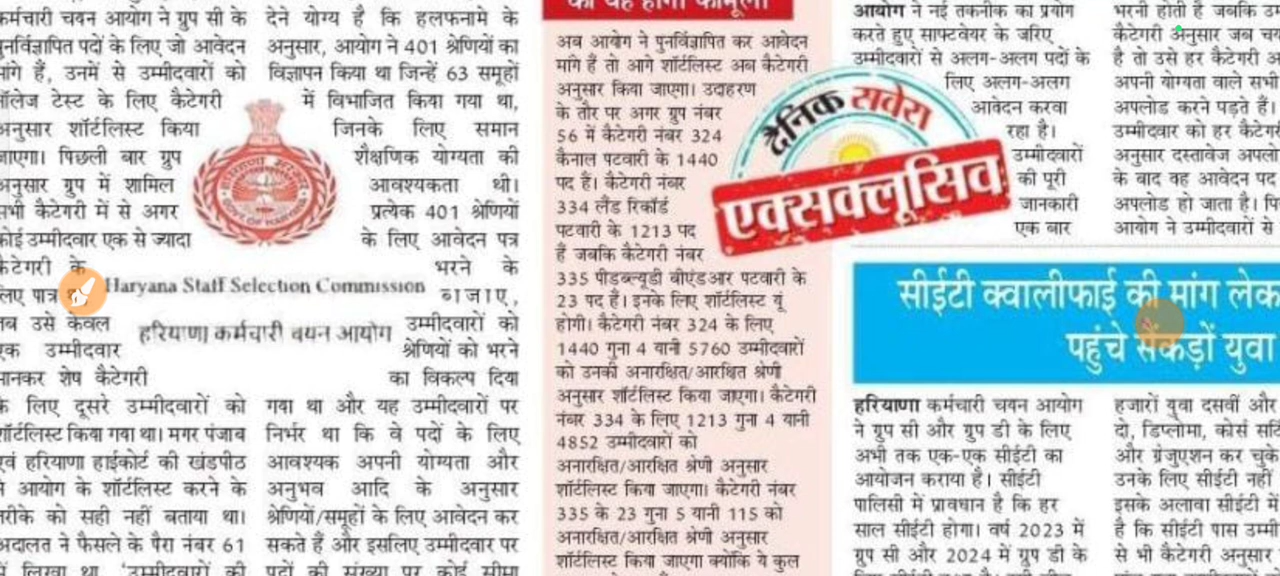 कर्मचारी चयन आयोग ने ग्रुप सी के
पुनर्विज्ञापित पदों के लिए जो आवेदन
मांगे हैं, उनमें से उम्मीदवारों को
नॉलेज टेस्ट के लिए कैटेगरी
अनुसार शॉर्टलिस्ट किया
जाएगा। पिछली बार ग्रुप
अनुसार ग्रुप में शामिल
सभी कैटेगरी में से अगर
कोई उम्मीदवार एक से ज्यादा
कैटेगरी के
लिए पात्र
तब उसे केवल
एक उम्मीदवार
मानकर शेष कैटेगरी
के लिए दूसरे उम्मीदवारों को
शॉर्टलिस्ट किया गया था। मगर पंजाब
एवं हरियाणा हाईकोर्ट की खंडपीठ
ने आयोग के शॉर्टलिस्ट करने के
तरीके को सही नहीं बताया था।
अदालत ने फैसले के पैरा नंबर 61
में लिखा था, 'उम्मीदवारों की
Haryana Staff Selection Commission
हरियाणा कर्मचारी चयन आयोग
देने योग्य है कि हलफनामे के
अनुसार, आयोग ने 401 श्रेणियों का
विज्ञापन किया था जिन्हें 63 समूहों
में विभाजित किया गया था,
जिनके लिए समान
शैक्षणिक योग्यता की
आवश्यकता थी।
प्रत्येक 401 श्रेणियों
के लिए आवेदन पत्र
भरने के
बजाए,
उम्मीदवारों को
श्रेणियों को भरने
का विकल्प दिया
गया था और यह उम्मीदवारों पर
निर्भर था कि वे पदों के लिए
आवश्यक अपनी योग्यता और
अनुभव आदि के अनुसार
श्रेणियों/समूहों के लिए आवेदन कर
सकते हैं और इसलिए उम्मीदवार पर
पदों की संख्या पर कोई सीमा
का यह होगा फॉर्मूला
अब आयोग ने पुनर्विज्ञापित कर आवेदन
मांगे हैं तो आगे शॉर्टलिस्ट अब कैटेगरी
अनुसार किया जाएगा। उदाहरण
के तौर पर अगर ग्रुप नंबर
56 में कैटेगरी नंबर 324
कैनाल पटवारी के 1440
पद हैं। कैटेगरी नंबर
334 लैंड रिकॉर्ड
पटवारी के 1213 पद
हैं जबकि कैटेगरी नंबर
335 पीडब्ल्यूडी बीएंडआर पटवारी के
23 पद हैं। इनके लिए शॉर्टलिस्ट यूं
होगी। कैटेगरी नंबर 324 के लिए
1440 गुना 4 यानी 5760 उम्मीदवारों
को उनकी अनारक्षित/आरक्षित श्रेणी
अनुसार शॉर्टलिस्ट किया जाएगा। कैटेगरी
नंबर 334 के लिए 1213 गुना 4 यानी
4852 उम्मीदवारों को
अनारक्षित/आरक्षित श्रेणी अनुसार
शॉर्टलिस्ट किया जाएगा। कैटेगरी नंबर
335 के 23 गुना 5 यानी 115 को
अनारक्षित/आरक्षित श्रेणी अनुसार
शॉर्टलिस्ट किया जाएगा क्योंकि ये कुल
दैनिक सवेरा
एक्सक्लूसिव
आयोग ने नई तकनीक का प्रयोग
करते हुए साफ्टवेयर के जरिए
उम्मीदवारों से अलग-अलग पदों के
लिए अलग-अलग
आवेदन करवा
रहा है।
उम्मीदवारों
की पूरी
जानकारी
एक बार
भरनी होती है जबकि
कैटेगरी अनुसार जब
है तो उसे हर कैटेगरी
अपनी योग्यता वाले सभी
अपलोड करने पड़ते हैं।
उम्मीदवार को हर
अनुसार दस्तावेज
के बाद वह आवेदन पद
अपलोड हो जाता है।
आयोग ने उम्मीदवारों से
सीईटी क्वालीफाई की मांग
पहुंचे सैंकड़ों युवा
हरियाणा कर्मचारी चयन आयोग
ने ग्रुप सी और ग्रुप डी के लिए
अभी तक एक-एक सीईटी का
आयोजन कराया है। सीईटी
पालिसी में प्रावधान है कि हर
साल सीईटी होगा। वर्ष 2023 में
ग्रुप सी और 2024 में ग्रुप डी के
हजारों युवा दसवीं और
दो, डिप्लोमा, कोर्स
और ग्रेजुएशन कर चुके
उनके लिए सीईटी नहीं
इसके अलावा सीईटी में
है कि सीईटी पास
से भी कैटेगरी अनुसार